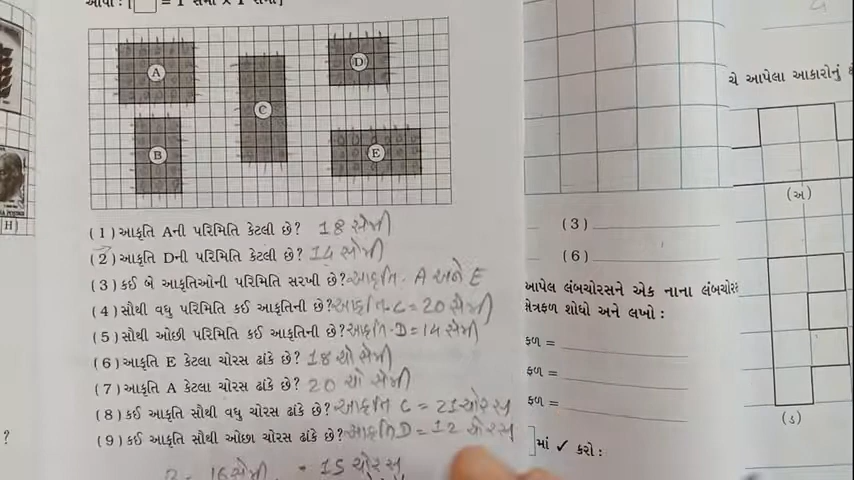 આપો : [ = 1 સેમી × 1 સેમી]
A
D
C
B
E
H
(1) આકૃતિ Aની પરિમિતિ કેટલી છે? 18 સેમી
(2) આકૃતિ Dની પરિમિતિ કેટલી છે? 14 સેમી
(3) કઈ બે આકૃતિઓની પરિમિતિ સરખી છે? આકૃતિ - A અને E
(4) સૌથી વધુ પરિમિતિ કઈ આકૃતિની છે? આકૃતિ-C = 20 સેમી
(5) સૌથી ઓછી પરિમિતિ કઈ આકૃતિની છે? આકૃતિ-D = 14 સેમી
(6) આકૃતિ E કેટલા ચોરસ ઢાંકે છે? 18 ચો સેમી
(7) આકૃતિ A કેટલા ચોરસ ઢાંકે છે? 20 ચો સેમી
(8) કઈ આકૃતિ સૌથી વધુ ચોરસ ઢાંકે છે? આકૃતિ C = 21 ચોરસ
(9) કઈ આકૃતિ સૌથી ઓછા ચોરસ ઢાંકે છે? આકૃતિ D = 12 ચોરસ
B = 16 સેમી • 15 ચોરસ
?
(3)
(6)
આપેલ લંબચોરસને એક નાના લંબચોર
ક્ષેત્રફળ શોધો અને લખો :
ફળ =
ફળ =
ફળ =
માં ✓ કરો :
ચે આપેલા આકારોનું
(અ)
(ડ)